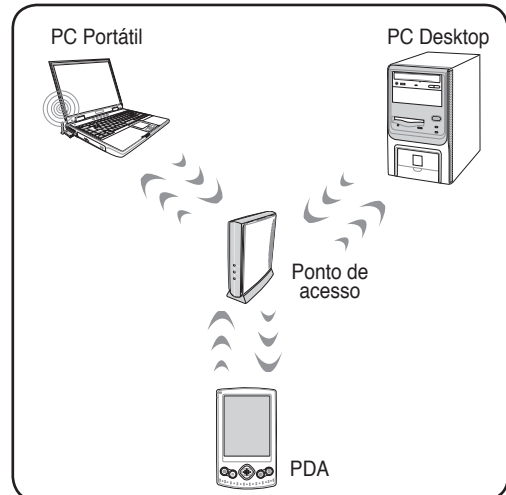 PC Portátil
PC Desktop
Ponto de
acesso
PDA